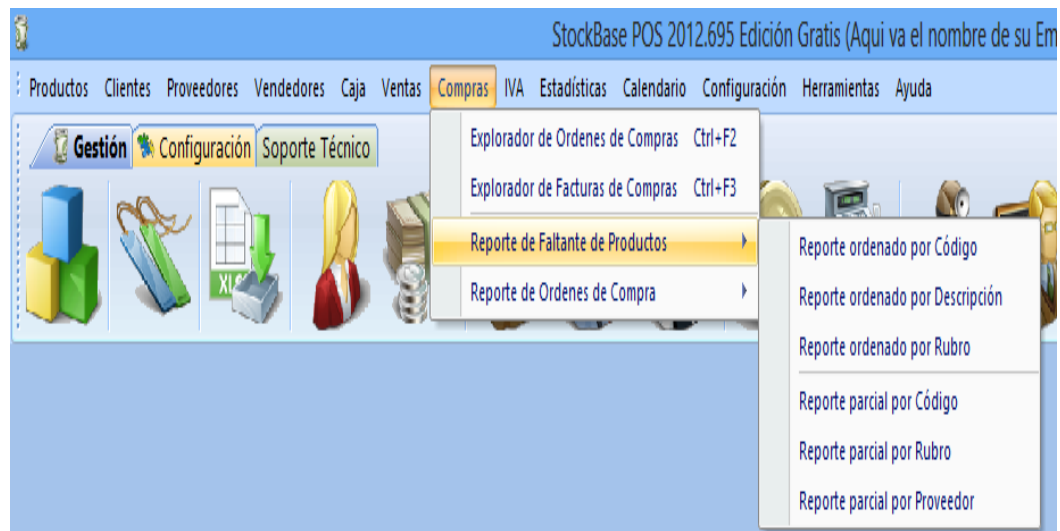 StockBase POS 2012.695 Edición Gratis (Aqui va el nombre de su Em
Productos Clientes Proveedores Vendedores Caja Ventas Compras IVA Estadísticas Calendario Configuración Herramientas Ayuda
Gestión Configuración Soporte Técnico
Explorador de Ordenes de Compras Ctrl+F2
Explorador de Facturas de Compras Ctrl+F3
Reporte de Faltante de Productos
Reporte de Ordenes de Compra
Reporte ordenado por Código
Reporte ordenado por Descripción
Reporte ordenado por Rubro
Reporte parcial por Código
Reporte parcial por Rubro
Reporte parcial por Proveedor